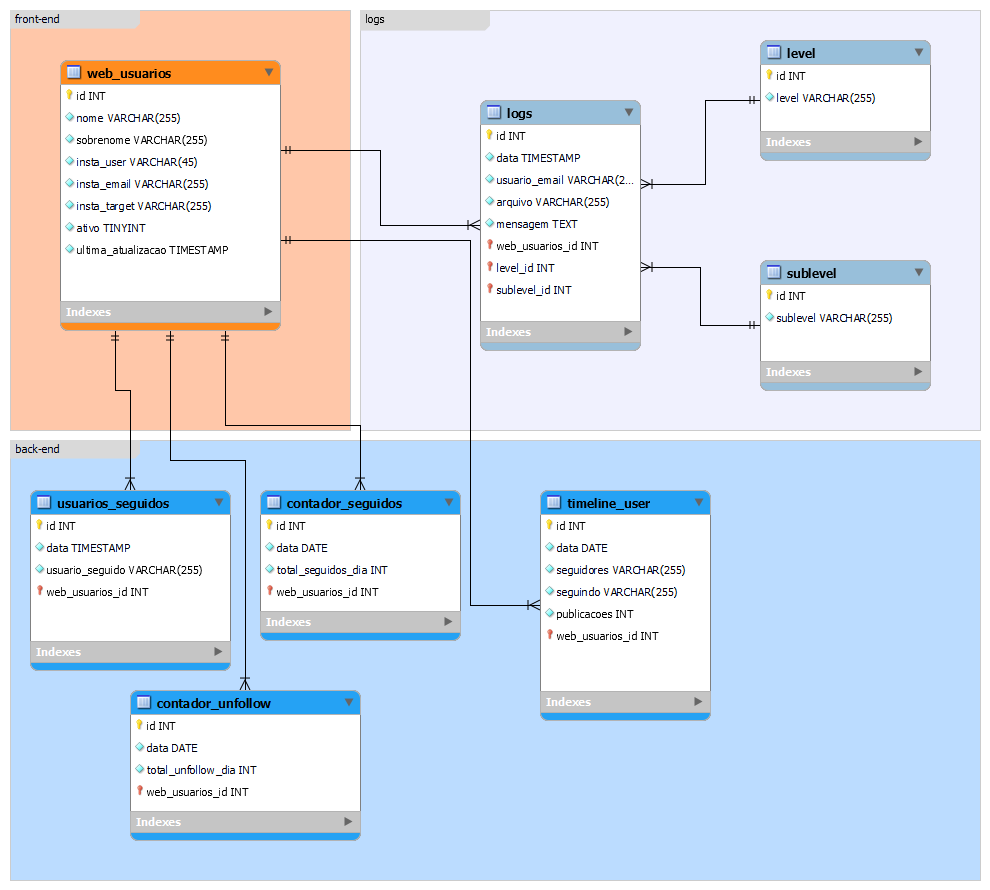 front-end
web_usuarios
id INT
nome VARCHAR(255)
sobrenome VARCHAR(255)
insta_user VARCHAR(45)
insta_email VARCHAR(255)
insta_target VARCHAR(255)
ativo TINYINT
ultima_atualizacao TIMESTAMP
Indexes
logs
logs
id INT
data TIMESTAMP
usuario_email VARCHAR(2...
arquivo VARCHAR(255)
mensagem TEXT
web_usuarios_id INT
level_id INT
sublevel_id INT
Indexes
level
id INT
level VARCHAR(255)
Indexes
sublevel
id INT
sublevel VARCHAR(255)
Indexes
back-end
usuarios_seguidos
id INT
data TIMESTAMP
usuario_seguido VARCHAR(255)
web_usuarios_id INT
Indexes
contador_seguidos
id INT
data DATE
total_seguidos_dia INT
web_usuarios_id INT
Indexes
timeline_user
id INT
data DATE
seguidores VARCHAR(255)
seguindo VARCHAR(255)
publicacoes INT
web_usuarios_id INT
Indexes
contador_unfollow
id INT
data DATE
total_unfollow_dia INT
web_usuarios_id INT
Indexes